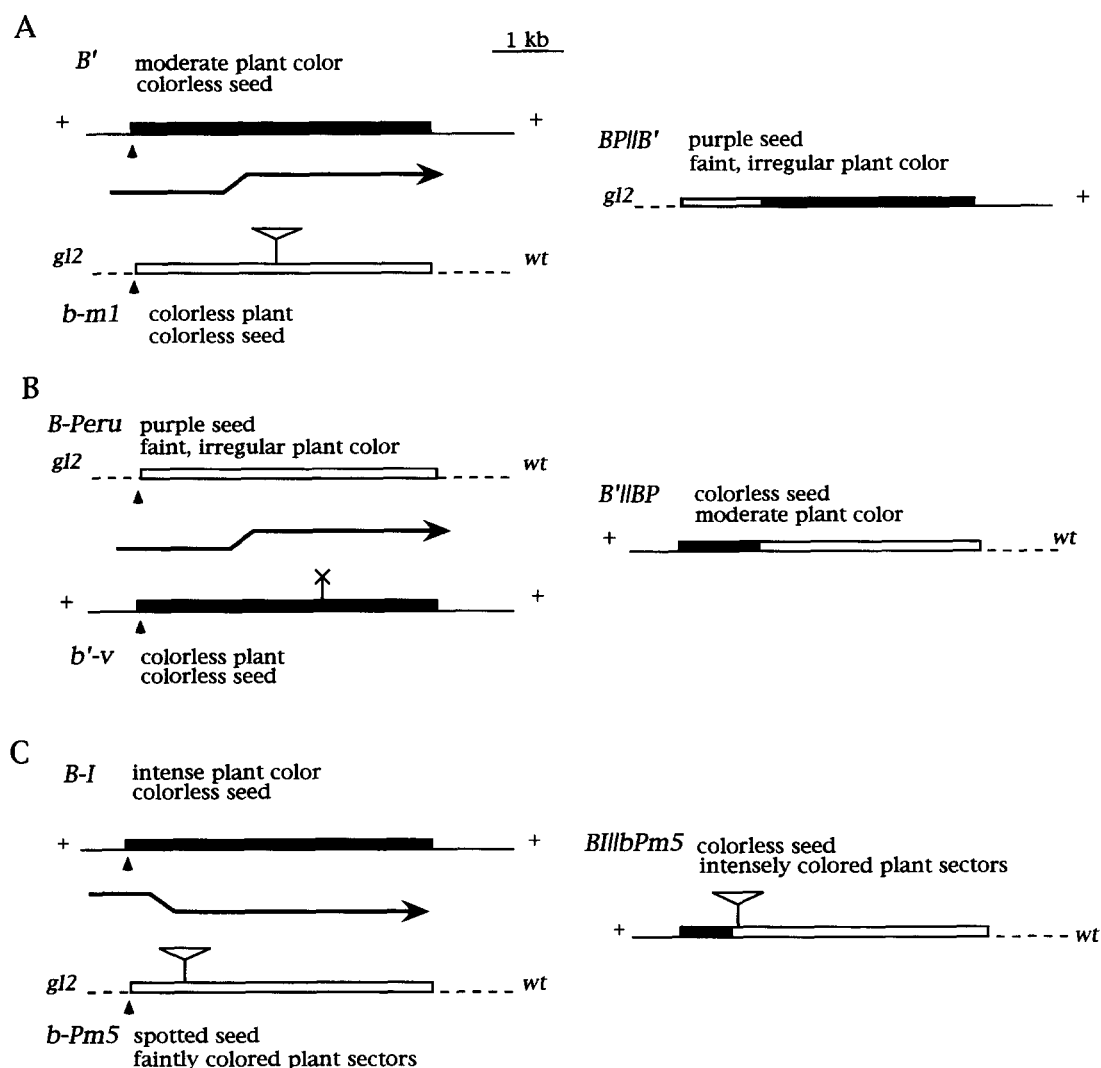 A
1 kb
B' moderate plant color
colorless seed
+ +
BP//B' purple seed
faint, irregular plant color
gl2 +
gl2 wt
b-m1 colorless plant
colorless seed
B
B-Peru purple seed
faint, irregular plant color
gl2 wt
B'//BP colorless seed
moderate plant color
+ wt
+ +
b'-v colorless plant
colorless seed
C
B-I intense plant color
colorless seed
+ +
BI//bPm5 colorless seed
intensely colored plant sectors
+ wt
gl2 wt
b-Pm5 spotted seed
faintly colored plant sectors